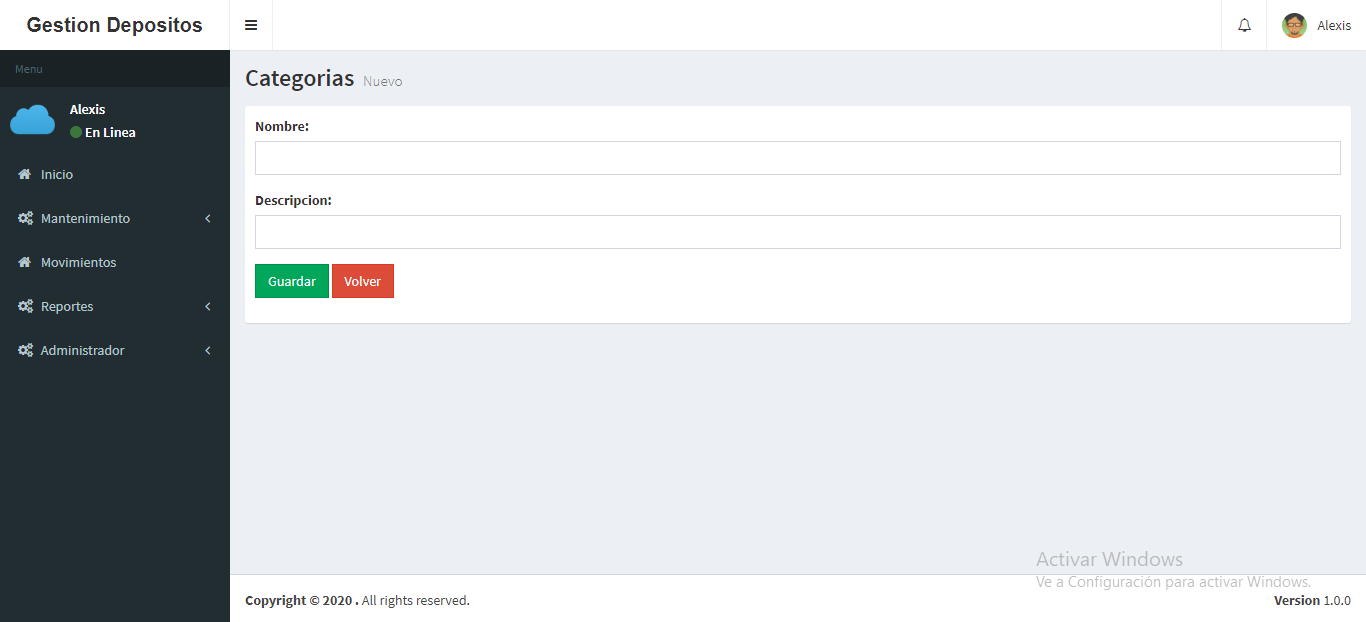 Gestion Depositos
Alexis
Menu
Alexis
En Linea
Inicio
Mantenimiento
Movimientos
Reportes
Administrador
Categorias Nuevo
Nombre:
Descripcion:
Guardar Volver
Activar Windows
Ve a Configuración para activar Windows.
Copyright © 2020 . All rights reserved.
Version 1.0.0